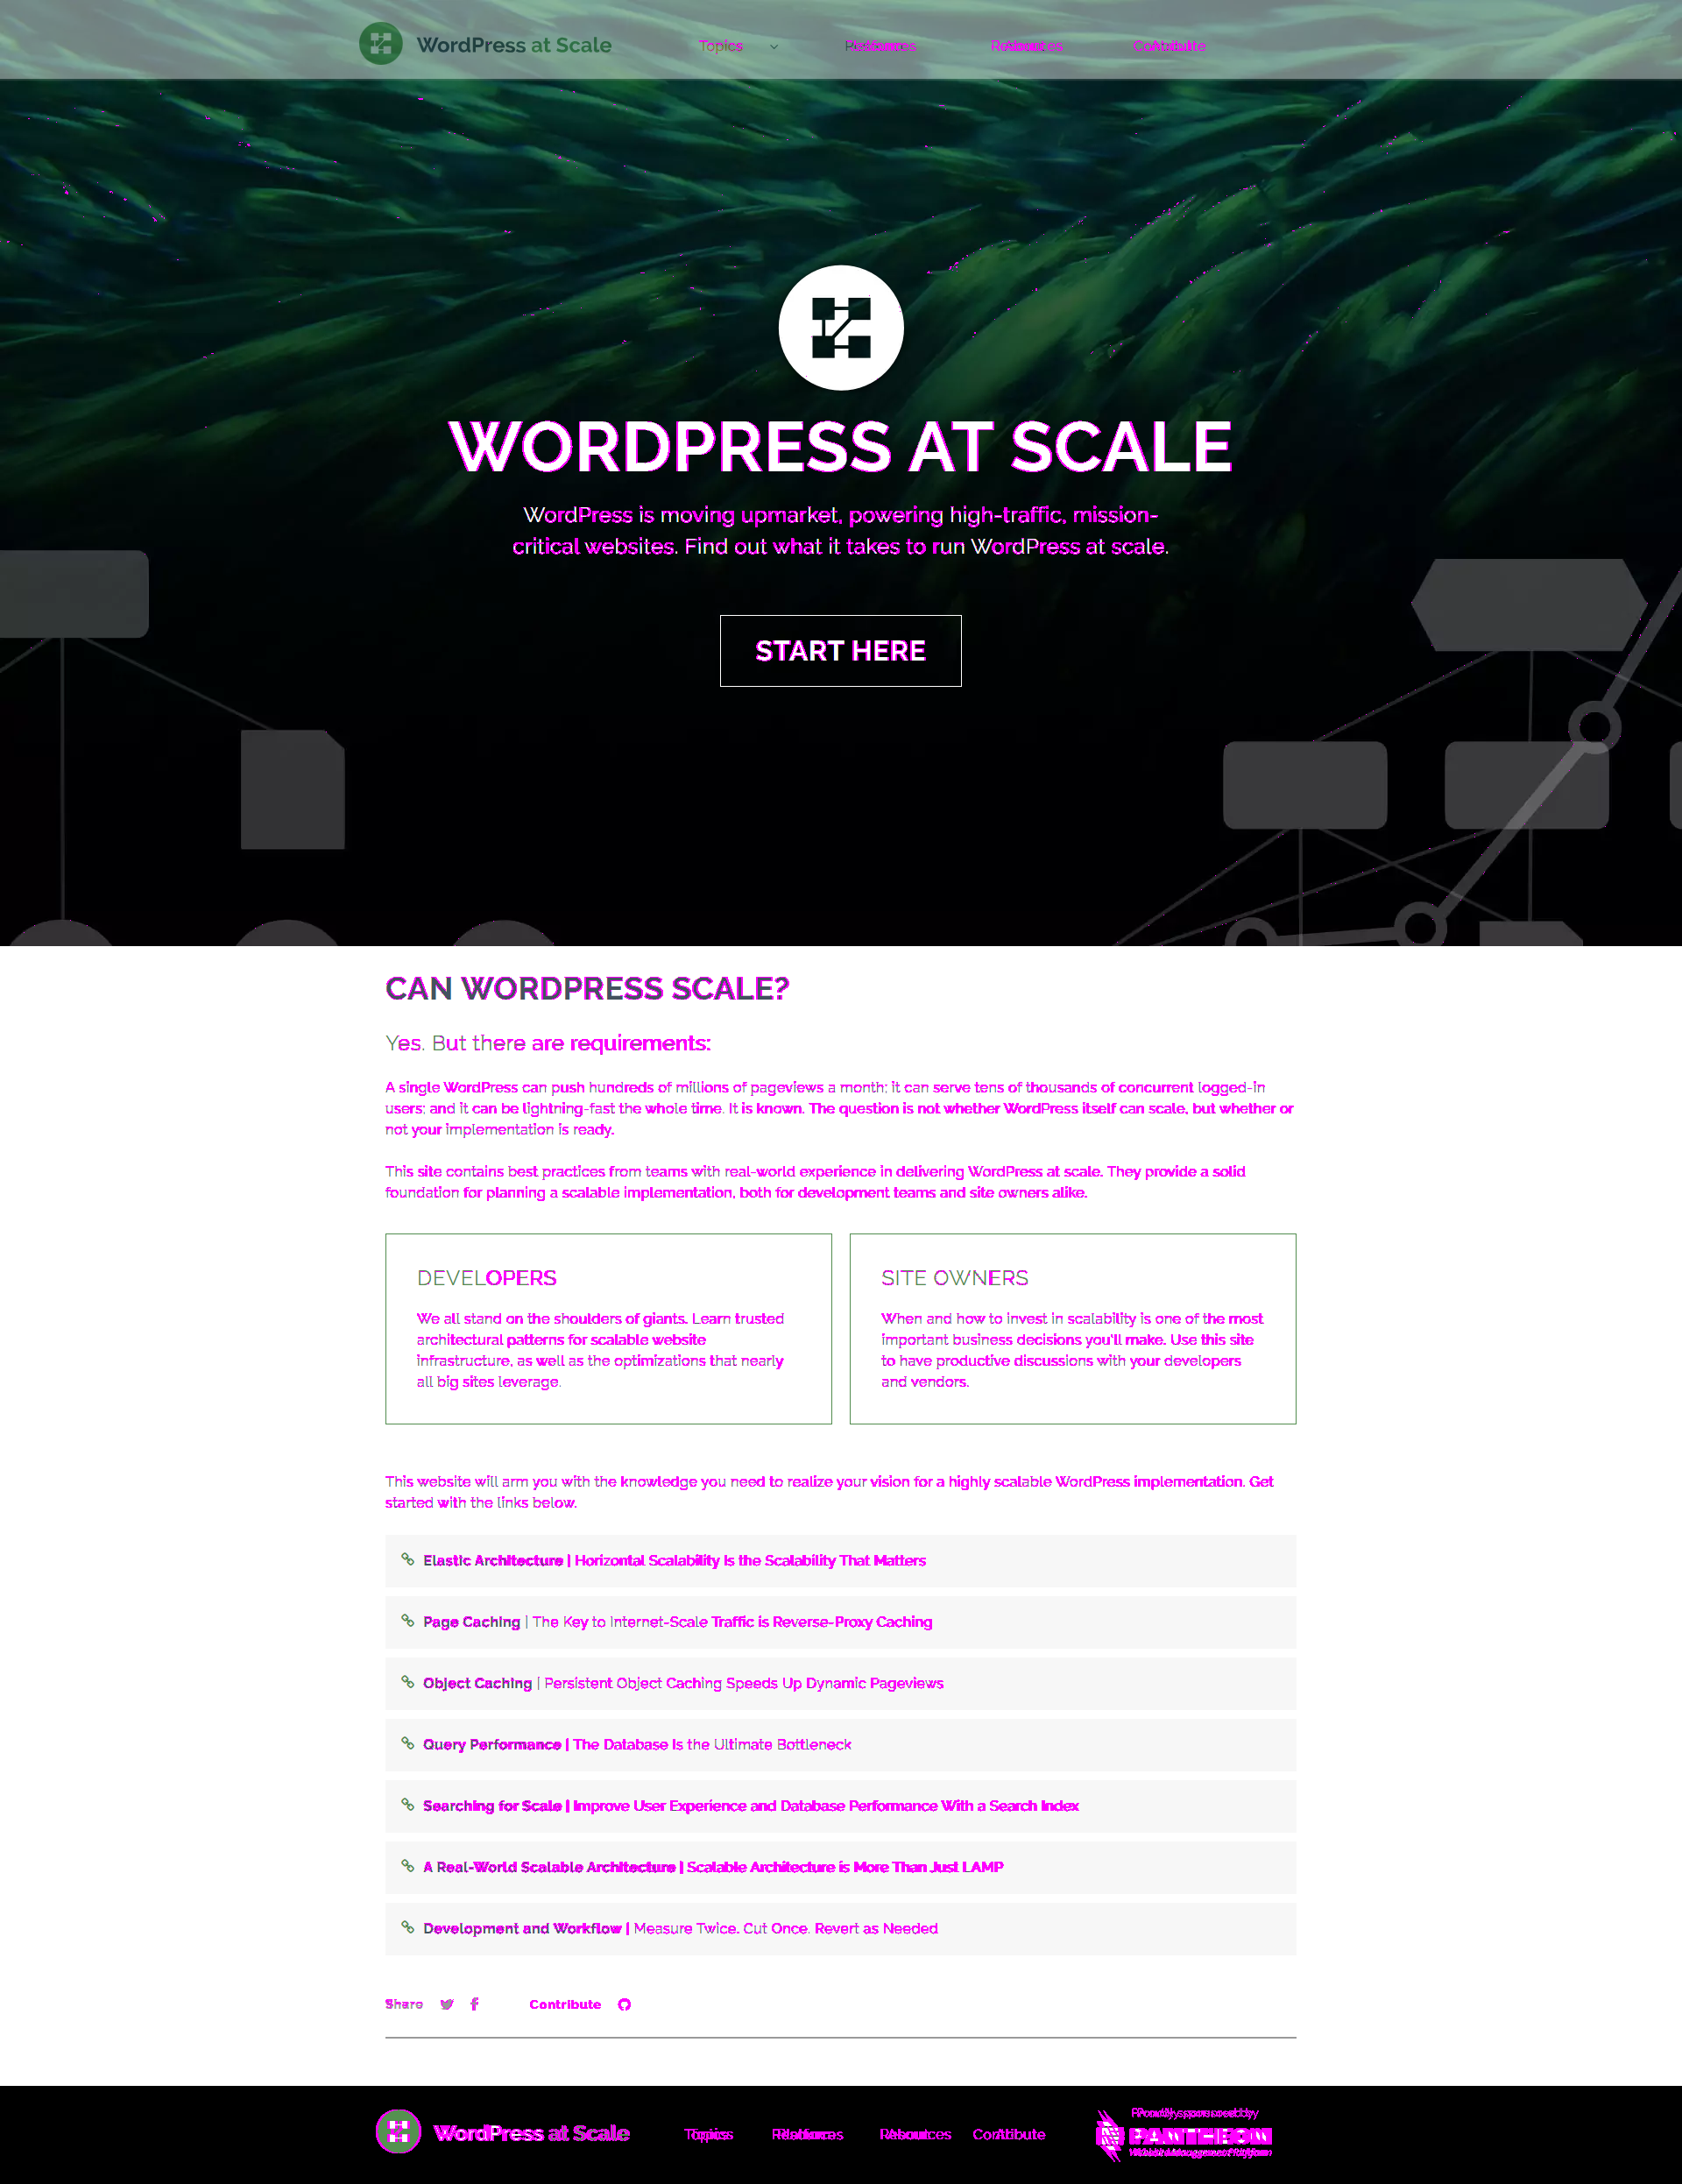 WordPress at Scale
Topics
WORDPRESS AT SCALE
WordPress is moving upmarket, powering high-traffic, mission-
critical websites. Find out what it takes to run WordPress at scale.
START HERE
CAN WORDPRESS SCALE?
Yes. But there are requirements:
A single WordPress can push hundreds of millions of pageviews a month; it can serve tens of thousands of concurrent logged-in
users; and it can be lightning-fast the whole time. It is known. The question is not whether WordPress itself can scale, but whether or
not your implementation is ready.
This site contains best practices from teams with real-world experience in delivering WordPress at scale. They provide a solid
foundation for planning a scalable implementation, both for development teams and site owners alike.
DEVELOPERS
We all stand on the shoulders of giants. Learn trusted
architectural patterns for scalable website
infrastructure, as well as the optimizations that nearly
all big sites leverage.
SITE OWNERS
When and how to invest in scalability is one of the most
important business decisions you'll make. Use this site
to have productive discussions with your developers
and vendors.
This website will arm you with the knowledge you need to realize your vision for a highly scalable WordPress implementation. Get
started with the links below.
Elastic Architecture | Horizontal Scalability Is the Scalability That Matters
Page Caching | The Key to Internet-Scale Traffic is Reverse-Proxy Caching
Object Caching | Persistent Object Caching Speeds Up Dynamic Pageviews
Query Performance | The Database Is the Ultimate Bottleneck
Searching for Scale | Improve User Experience and Database Performance With a Search Index
A Real-World Scalable Architecture | Scalable Architecture is More Than Just LAMP
Development and Workflow | Measure Twice. Cut Once. Revert as Needed
Share
Contribute
WordPress at Scale
Topics
Proudly sponsored by
PANTHEON
Website Management Platform